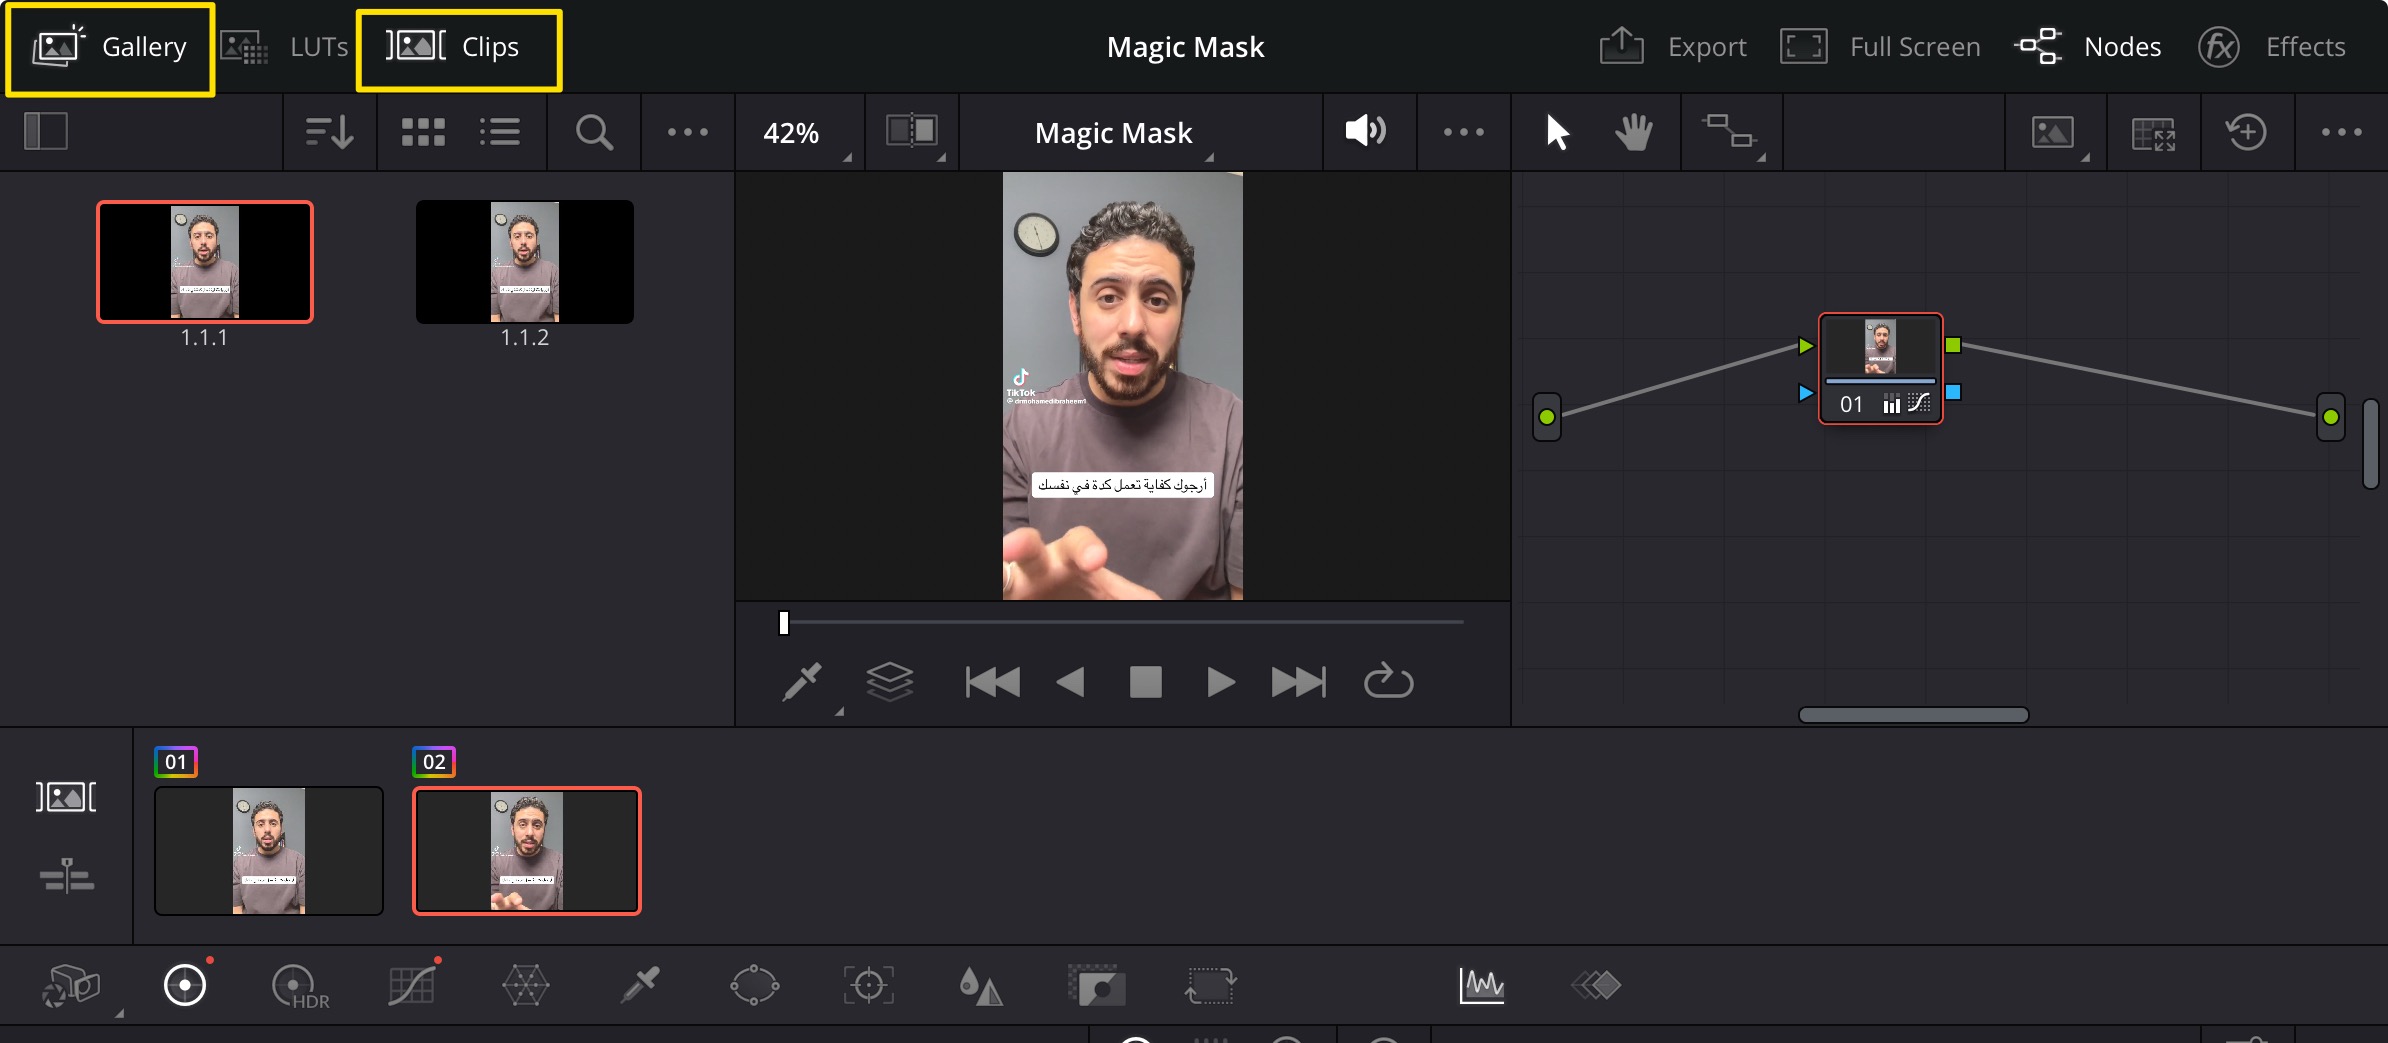 Gallery
LUTs
Clips
Magic Mask
Export
Full Screen
Nodes
Effects
42%
Magic Mask
1.1.1
1.1.2
TikTok
@drmohamedibraheem1
أرجوك كفاية تعمل كدة في نفسك
01
01
02
HDR